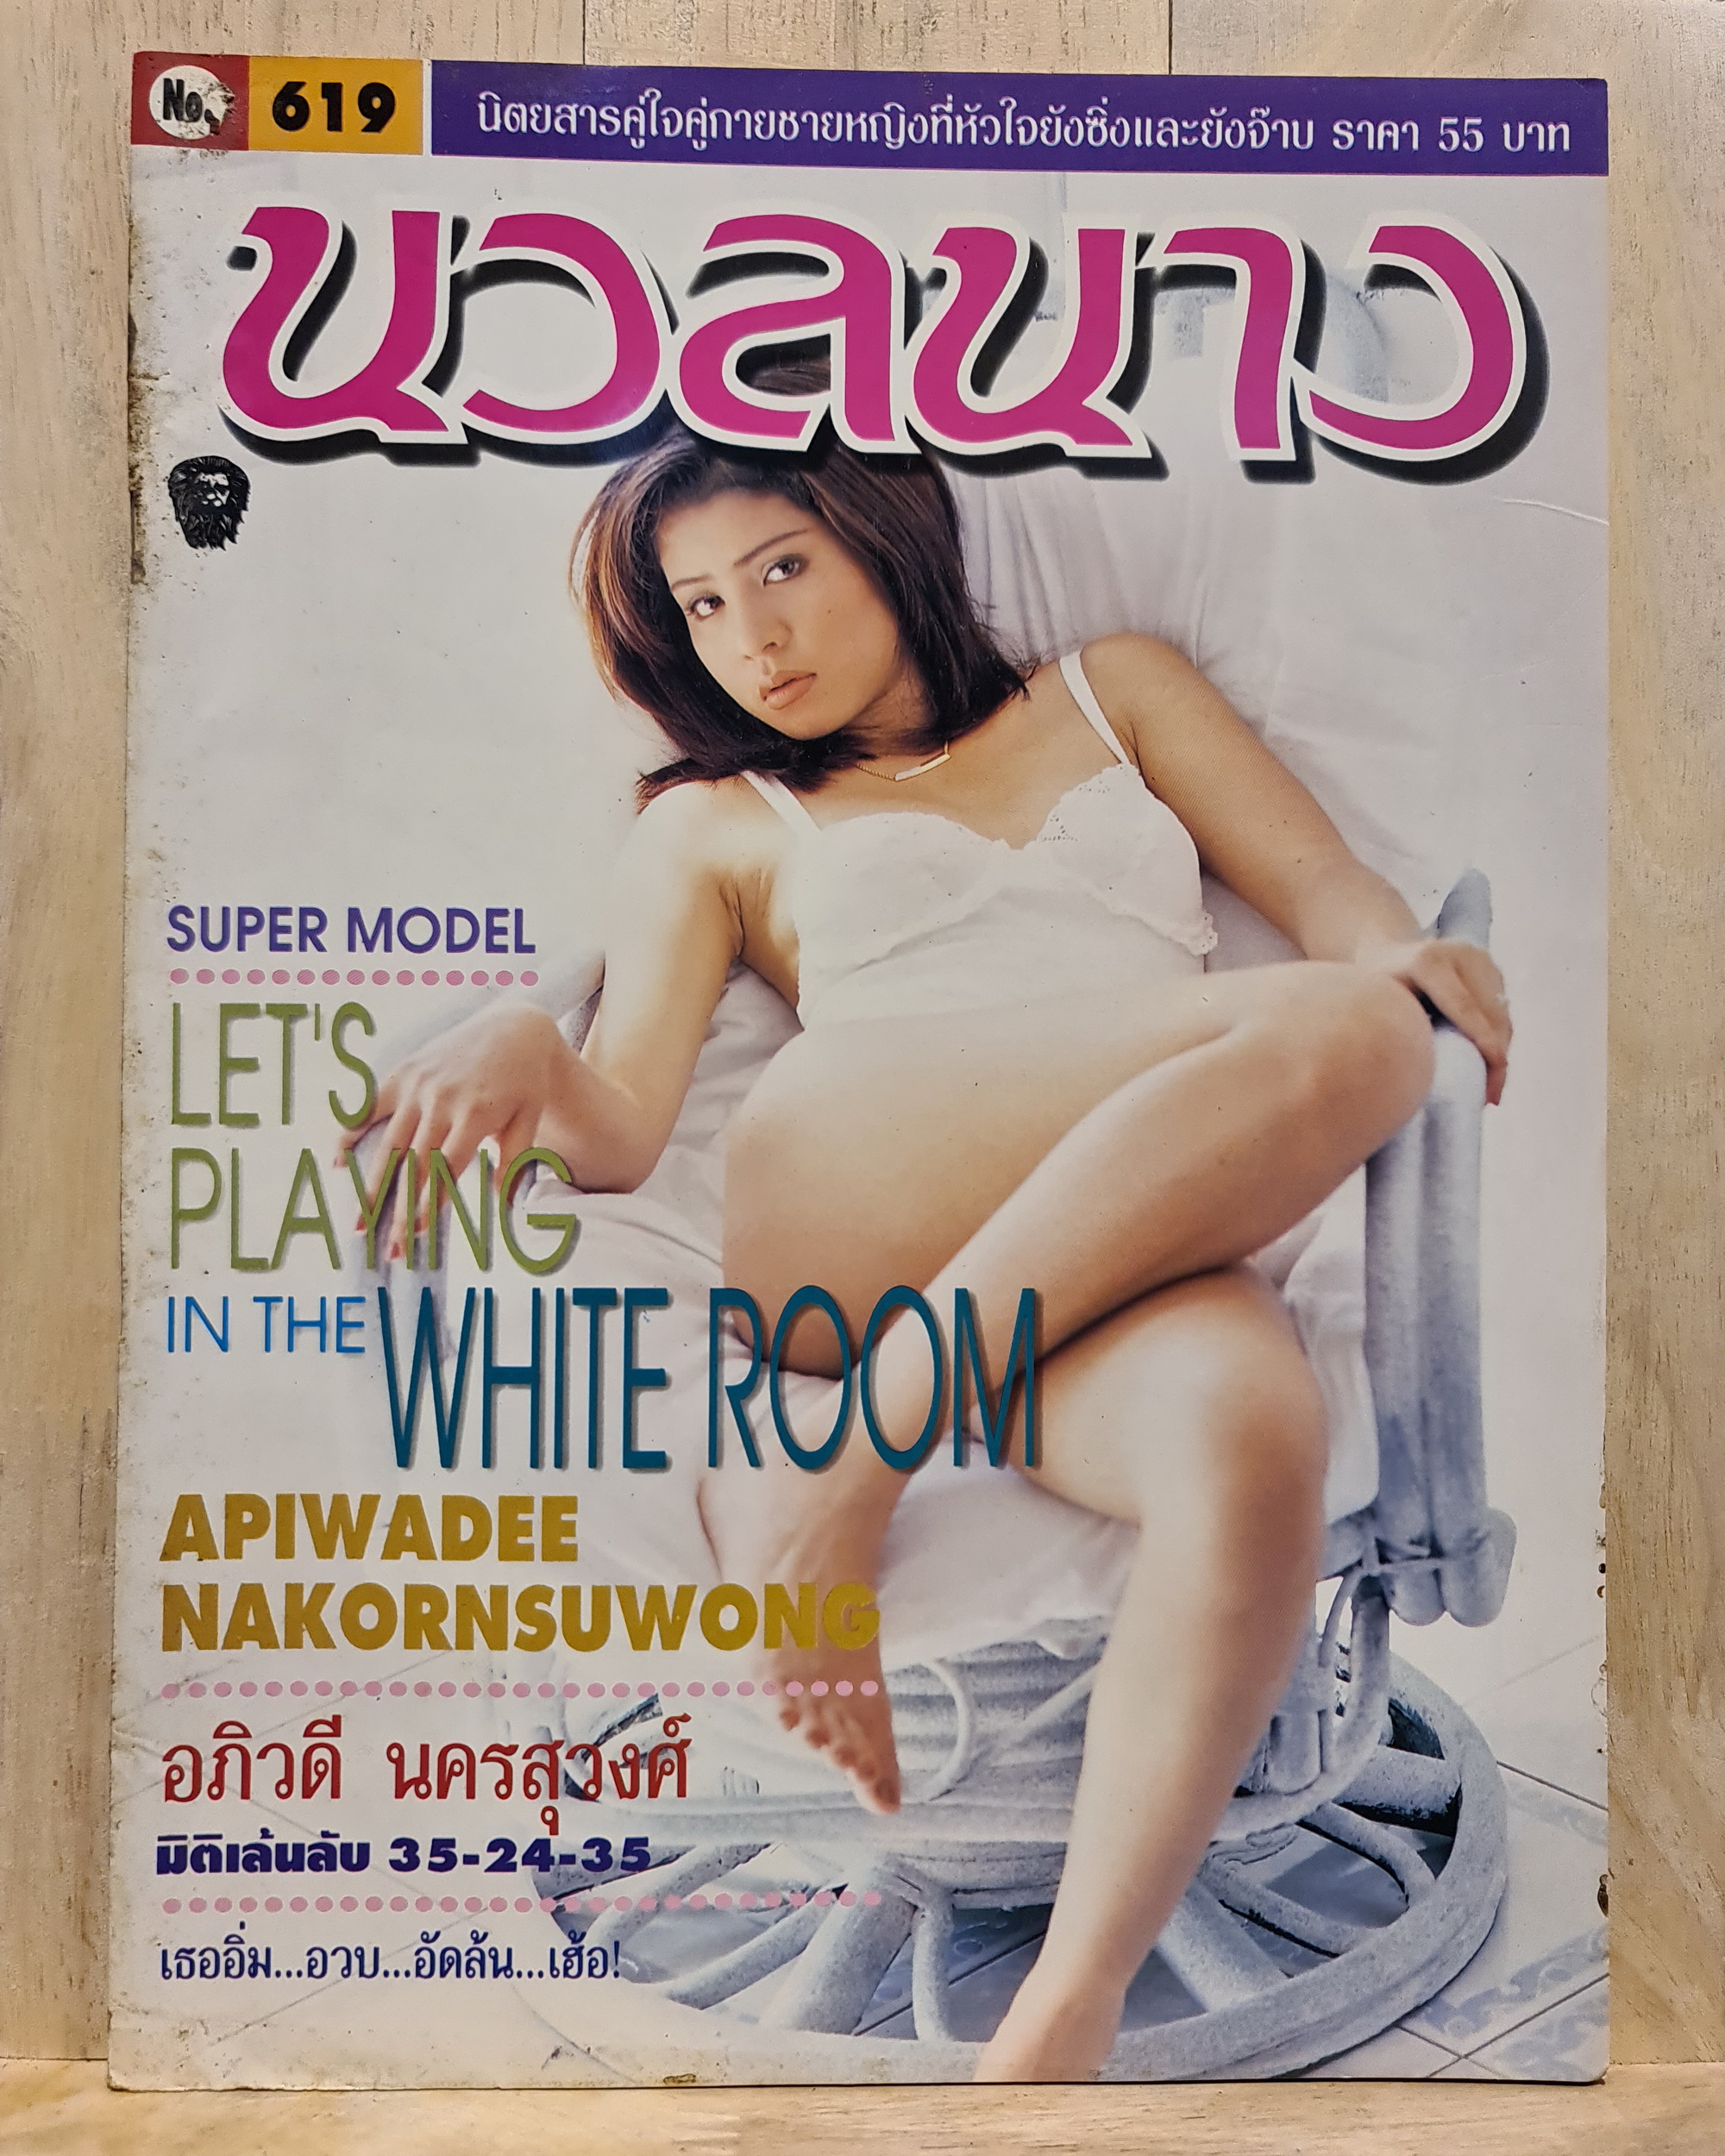 No. 619
นิตยสารคู่ใจคู่กายชายหญิงที่หัวใจยังซิ่งและยังจ๊าบ ราคา 55 บาท
นวลนาง
SUPER MODEL
LET'S
PLAYING
IN THE WHITE ROOM
APIWADEE
NAKORNSUWONG
อภิวดี นครสุวงศ์
มิติเล้นลับ 35-24-35
เธออิ่ม...อวบ...อัดล้น...เฮ้อ!